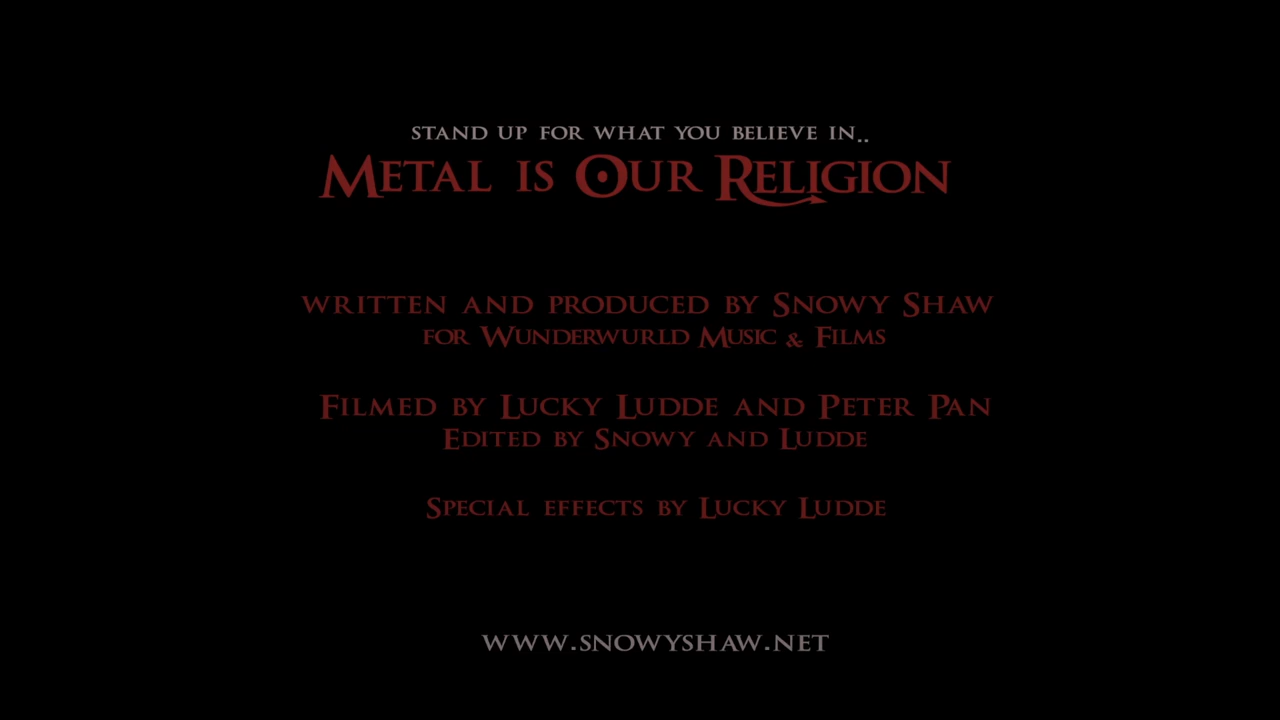 STAND UP FOR WHAT YOU BELIEVE IN..
METAL IS OUR RELIGION
WRITTEN AND PRODUCED BY SNOWY SHAW
FOR WUNDERWURLD MUSIC & FILMS
FILMED BY LUCKY LUDDE AND PETER PAN
EDITED BY SNOWY AND LUDDE
SPECIAL EFFECTS BY LUCKY LUDDE
WWW.SNOWYSHAW.NET